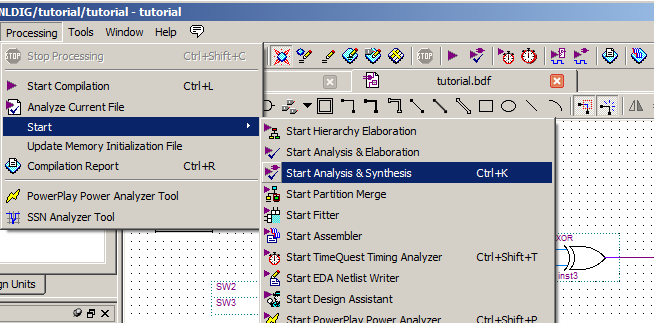 NLDIG/tutorial/tutorial - tutorial
Processing Tools Window Help
Stop Processing Ctrl+Shift+C
STOP
Start Compilation Ctrl+L
Analyze Current File
Start
Update Memory Initialization File
Compilation Report Ctrl+R
PowerPlay Power Analyzer Tool
SSN Analyzer Tool
STOP
tutorial.bdf
Start Hierarchy Elaboration
Start Analysis & Elaboration
Start Analysis & Synthesis Ctrl+K
Start Partition Merge
Start Fitter
Start Assembler
Start TimeQuest Timing Analyzer Ctrl+Shift+T
Start EDA Netlist Writer
Start Design Assistant
Start PowerPlay Power Analyzer Ctrl+Shift+P
XOR
inst3
gn Units
SW2
SW3